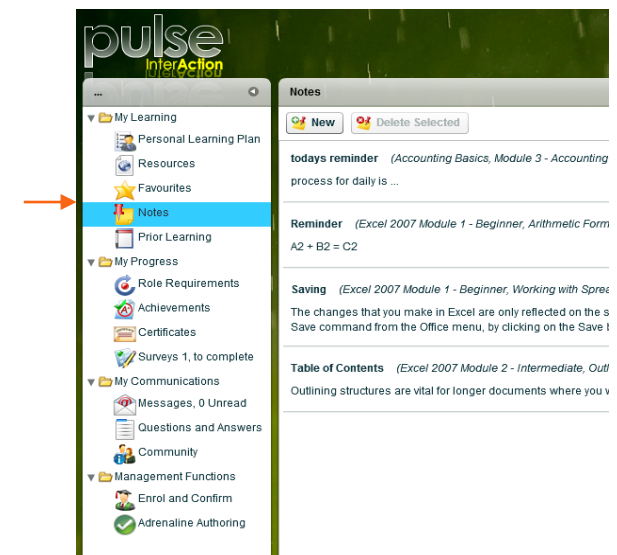 pulse
InterAction
...
Notes
My Learning
Personal Learning Plan
Resources
Favourites
Notes
Prior Learning
My Progress
Role Requirements
Achievements
Certificates
Surveys 1, to complete
My Communications
Messages, 0 Unread
Questions and Answers
Community
Management Functions
Enrol and Confirm
Adrenaline Authoring
New Delete Selected
todays reminder (Accounting Basics, Module 3 - Accounting
process for daily is ...
Reminder (Excel 2007 Module 1 - Beginner, Arithmetic Form
A2 + B2 = C2
Saving (Excel 2007 Module 1 - Beginner, Working with Sprea
The changes that you make in Excel are only reflected on the s
Save command from the Office menu, by clicking on the Save b
Table of Contents (Excel 2007 Module 2 - Intermediate, Outl
Outlining structures are vital for longer documents where you w